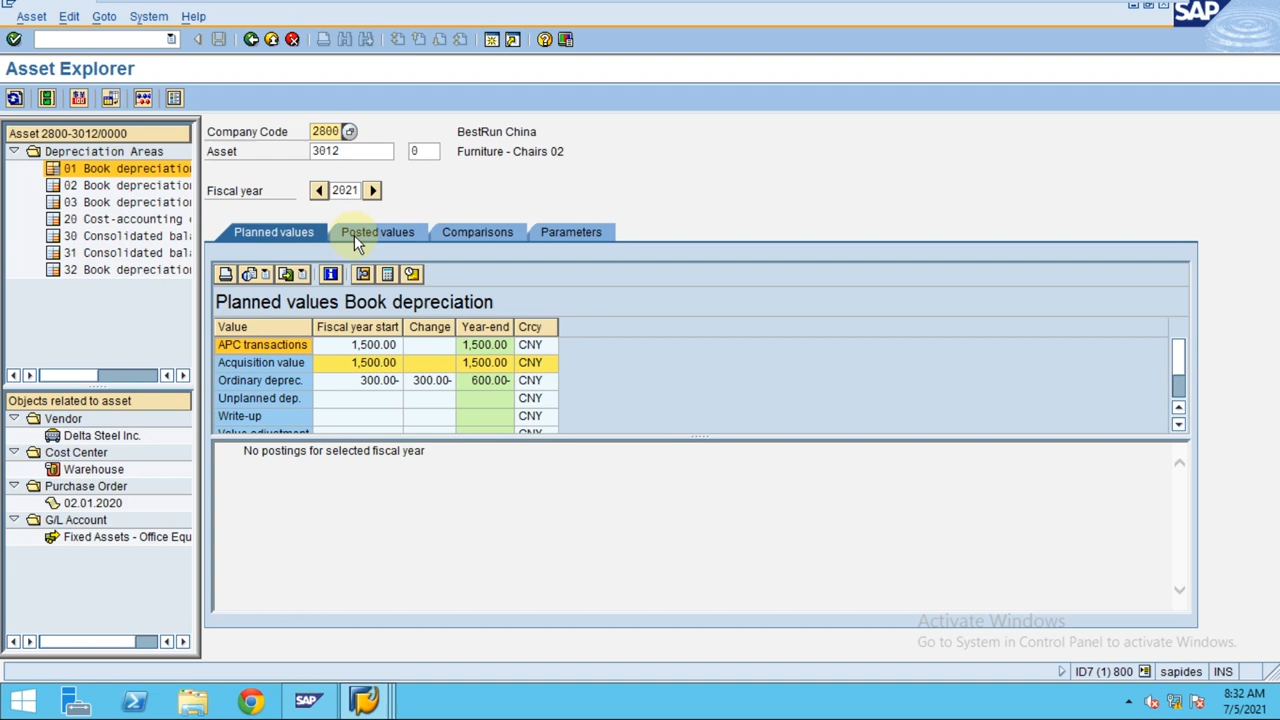 Asset Edit Goto System Help
SAP
Asset Explorer
Asset 2800-3012/0000
Depreciation Areas
01 Book depreciatio
02 Book depreciatio
03 Book depreciatio
20 Cost-accounting
30 Consolidated bal
31 Consolidated bal
32 Book depreciatio
Objects related to asset
Vendor
Delta Steel Inc.
Cost Center
Warehouse
Purchase Order
02.01.2020
G/L Account
Fixed Assets - Office Equ
Company Code 2800 BestRun China
Asset 3012 0 Furniture - Chairs 02
Fiscal year 2021
Planned values Posted values Comparisons Parameters
Planned values Book depreciation
Value Fiscal year start Change Year-end Crcy
APC transactions 1,500.00 1,500.00 CNY
Acquisition value 1,500.00 1,500.00 CNY
Ordinary deprec. 300.00- 300.00- 600.00- CNY
Unplanned dep. CNY
Write-up CNY
Value adjustment CNY
No postings for selected fiscal year
Activate Windows
Go to System in Control Panel to activate Windows.
ID7 (1) 800 sapides INS
SAP
8:32 AM
7/5/2021